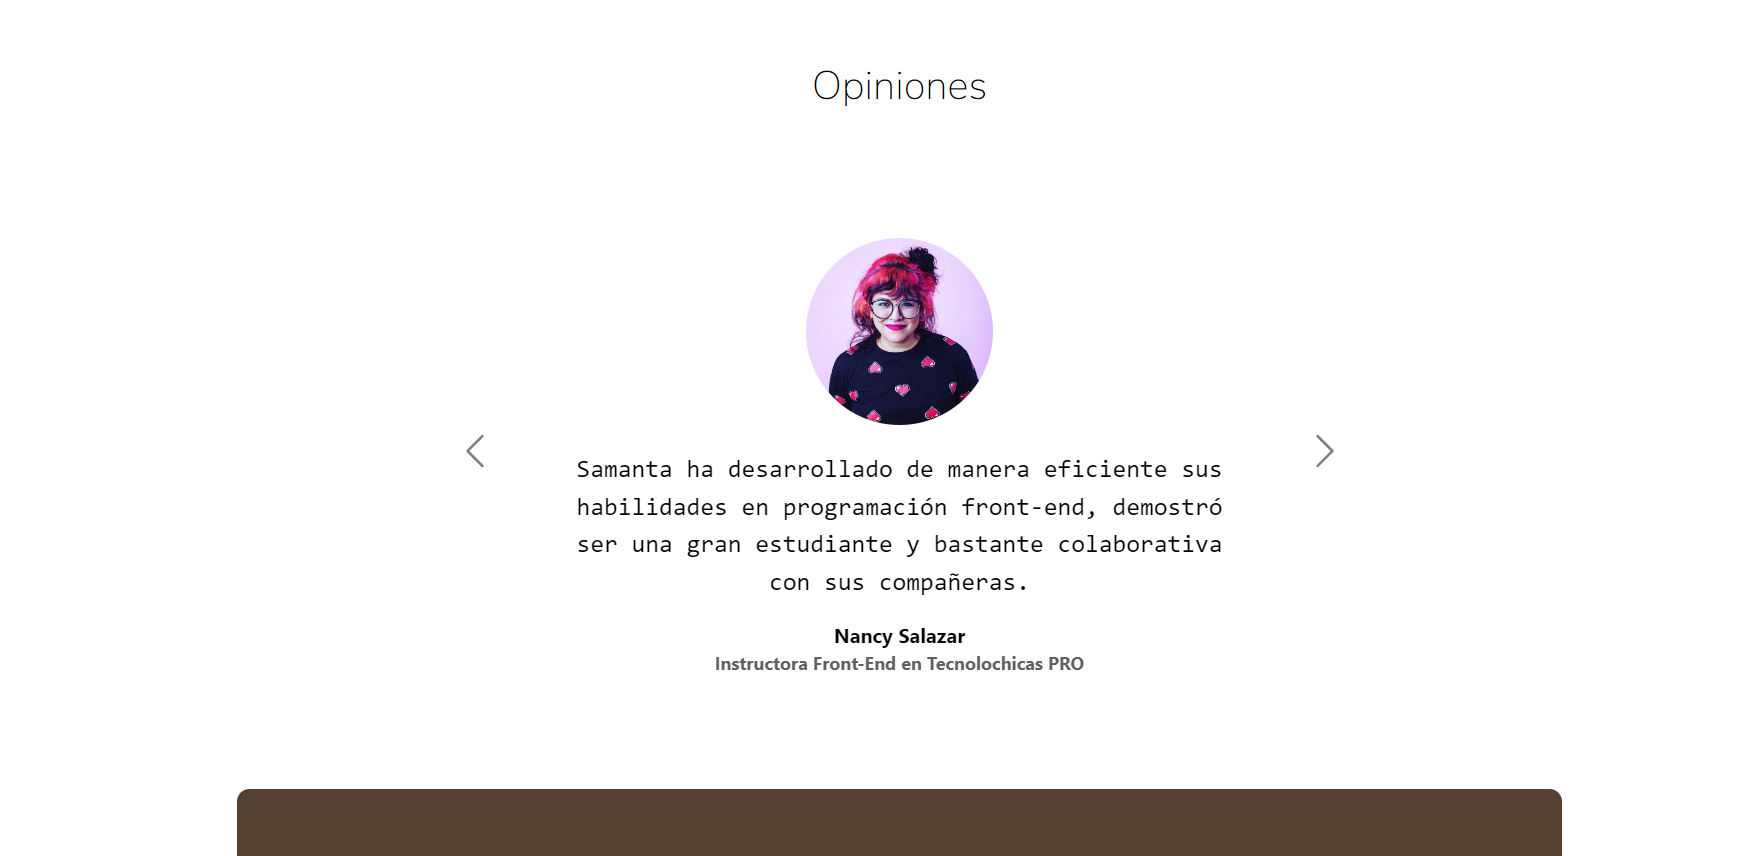 Opiniones
Samanta ha desarrollado de manera eficiente sus
habilidades en programación front-end, demostró
ser una gran estudiante y bastante colaborativa
con sus compañeras.
Nancy Salazar
Instructora Front-End en Tecnolochicas PRO